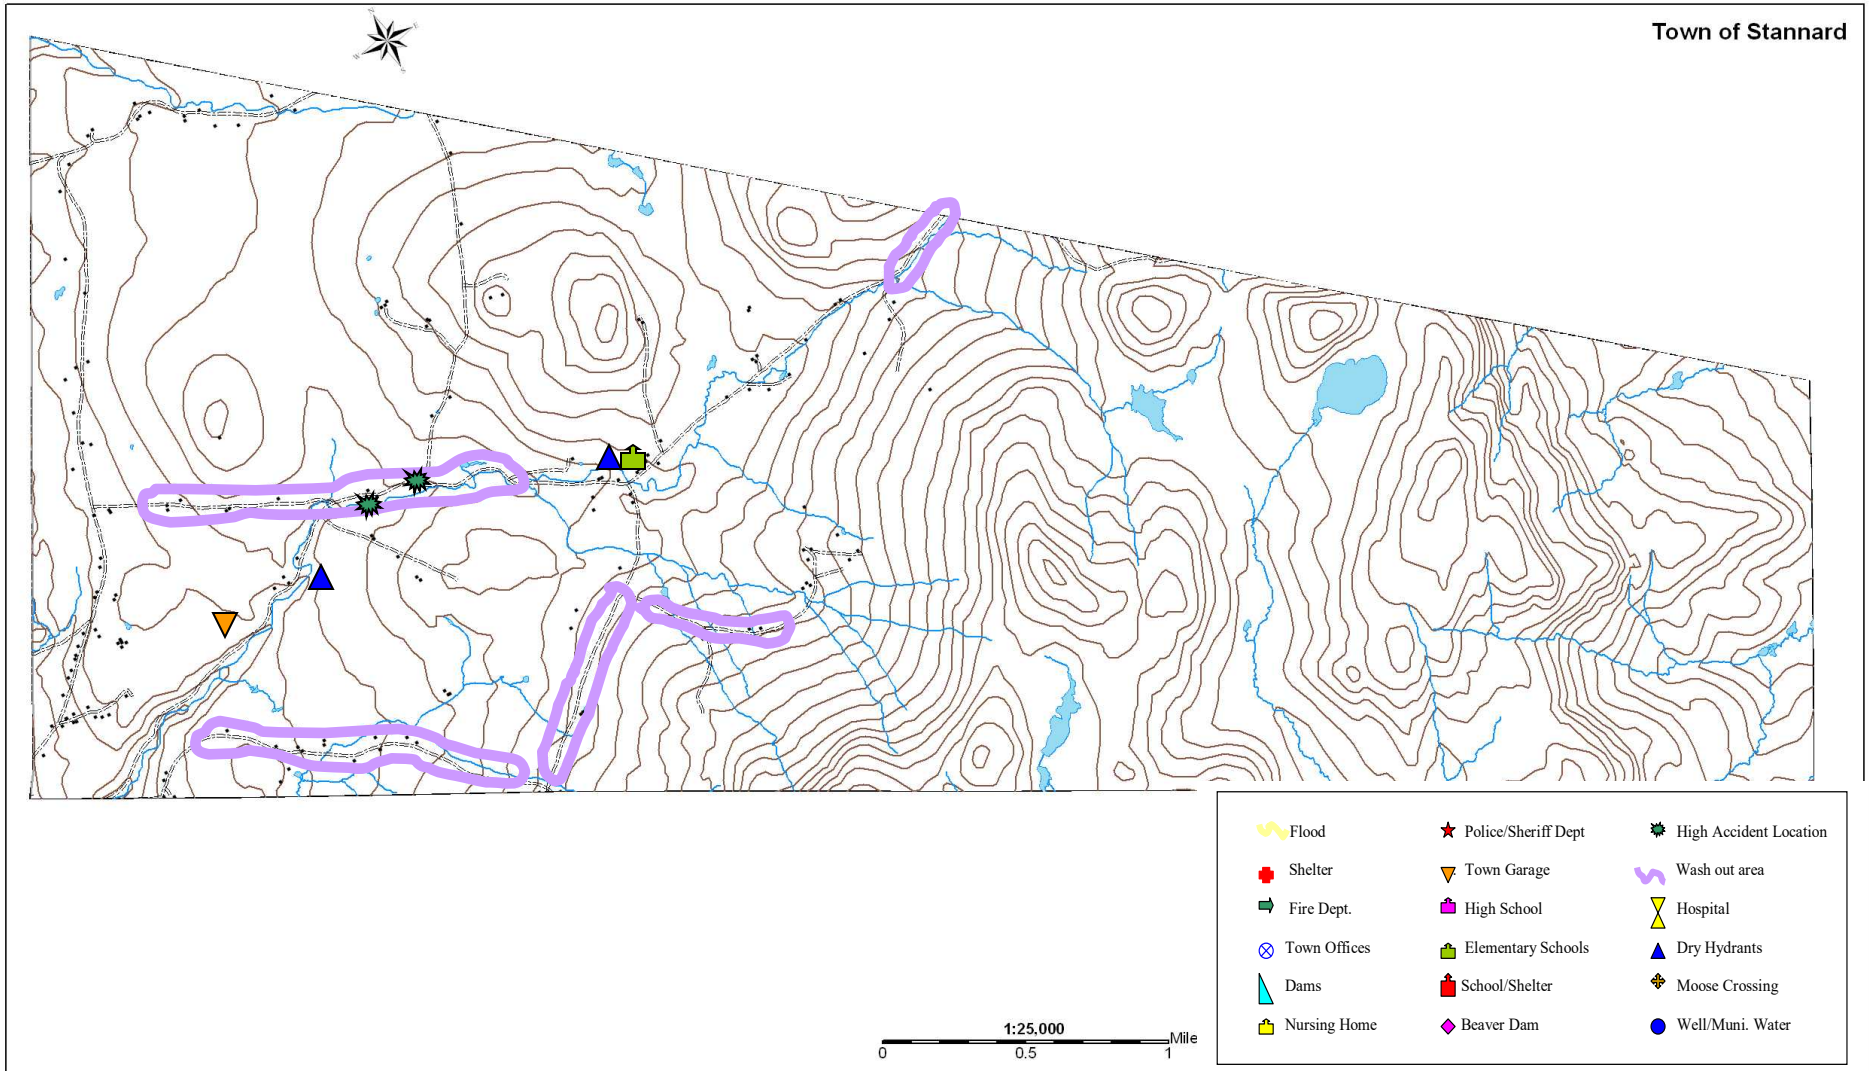 Town of Stannard
N
E
W
S
Flood
Police/Sheriff Dept
High Accident Location
Shelter
Town Garage
Wash out area
Fire Dept.
High School
Hospital
Town Offices
Elementary Schools
Dry Hydrants
Dams
School/Shelter
Moose Crossing
Nursing Home
Beaver Dam
Well/Muni. Water
1:25,000
Mile
0 0.5 1